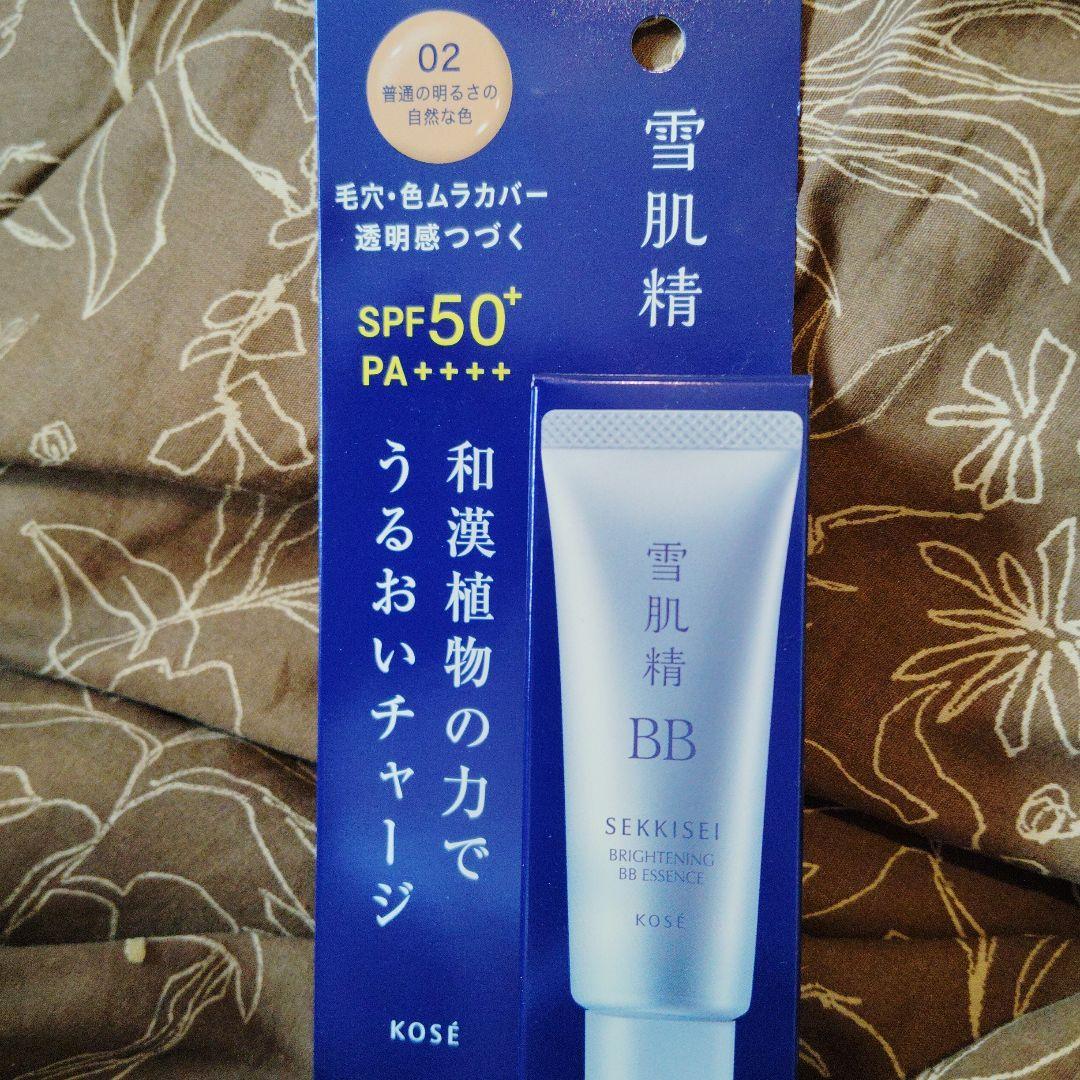 02
普通の明るさの
自然な色
毛穴・色ムラカバー
透明感つづく
SPF50+
PA++++
和漢植物の力で
うるおいチャージ
KOSÉ
雪肌精
雪肌精
BB
SEKKISEI
BRIGHTENING
BB ESSENCE
KOSÉ